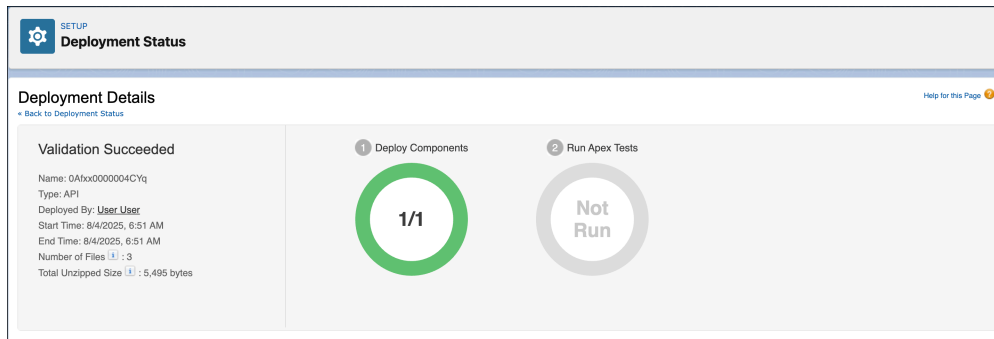 SETUP
Deployment Status
Deployment Details
Help for this Page ?
« Back to Deployment Status
Validation Succeeded
Name: 0Afxx0000004CYq
Type: API
Deployed By: User User
Start Time: 8/4/2025, 6:51 AM
End Time: 8/4/2025, 6:51 AM
Number of Files i : 3
Total Unzipped Size i : 5,495 bytes
1 Deploy Components
1/1
2 Run Apex Tests
Not
Run